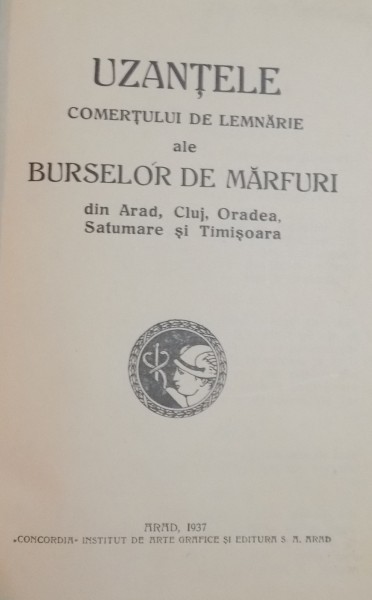 UZANȚELE
COMERȚULUI DE LEMNĂRIE
ale
BURSELOR DE MĂRFURI
din Arad, Cluj, Oradea,
Satumare și Timișoara
ARAD, 1937
„CONCORDIA" INSTITUT DE ARTE GRAFICE ȘI EDITURA S. A. ARAD